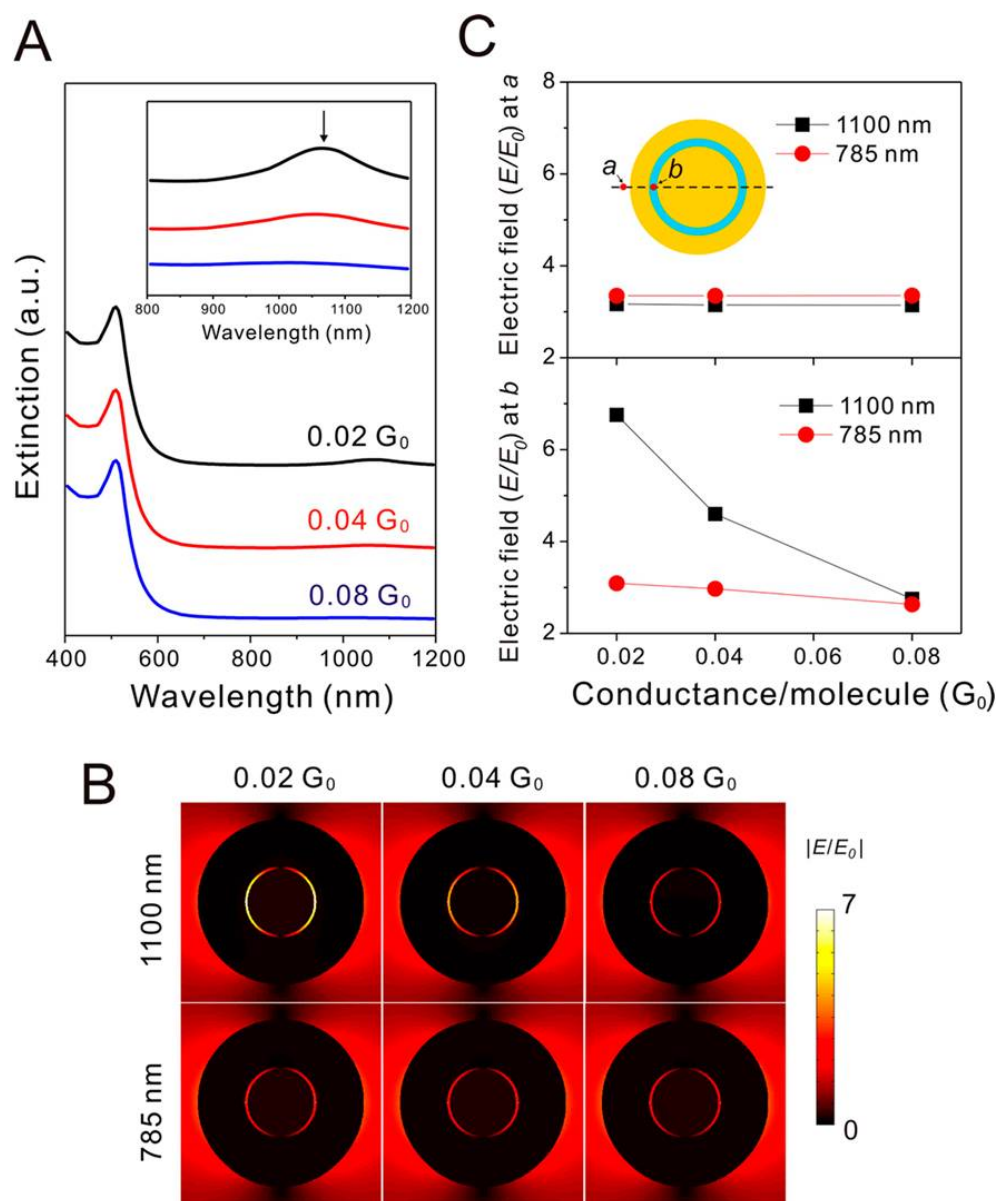 A
Extinction (a.u.)
800 900 1000 1100 1200
Wavelength (nm)
0.02 G₀
0.04 G₀
0.08 G₀
400 600 800 1000 1200
Wavelength (nm)
C
Electric field (E/E₀) at a
8
6
4
2
1100 nm
785 nm
a
b
Electric field (E/E₀) at b
6
4
2
1100 nm
785 nm
0.02 0.04 0.06 0.08
Conductance/molecule (G₀)
B
0.02 G₀ 0.04 G₀ 0.08 G₀
1100 nm
785 nm
|E/E₀|
7
0